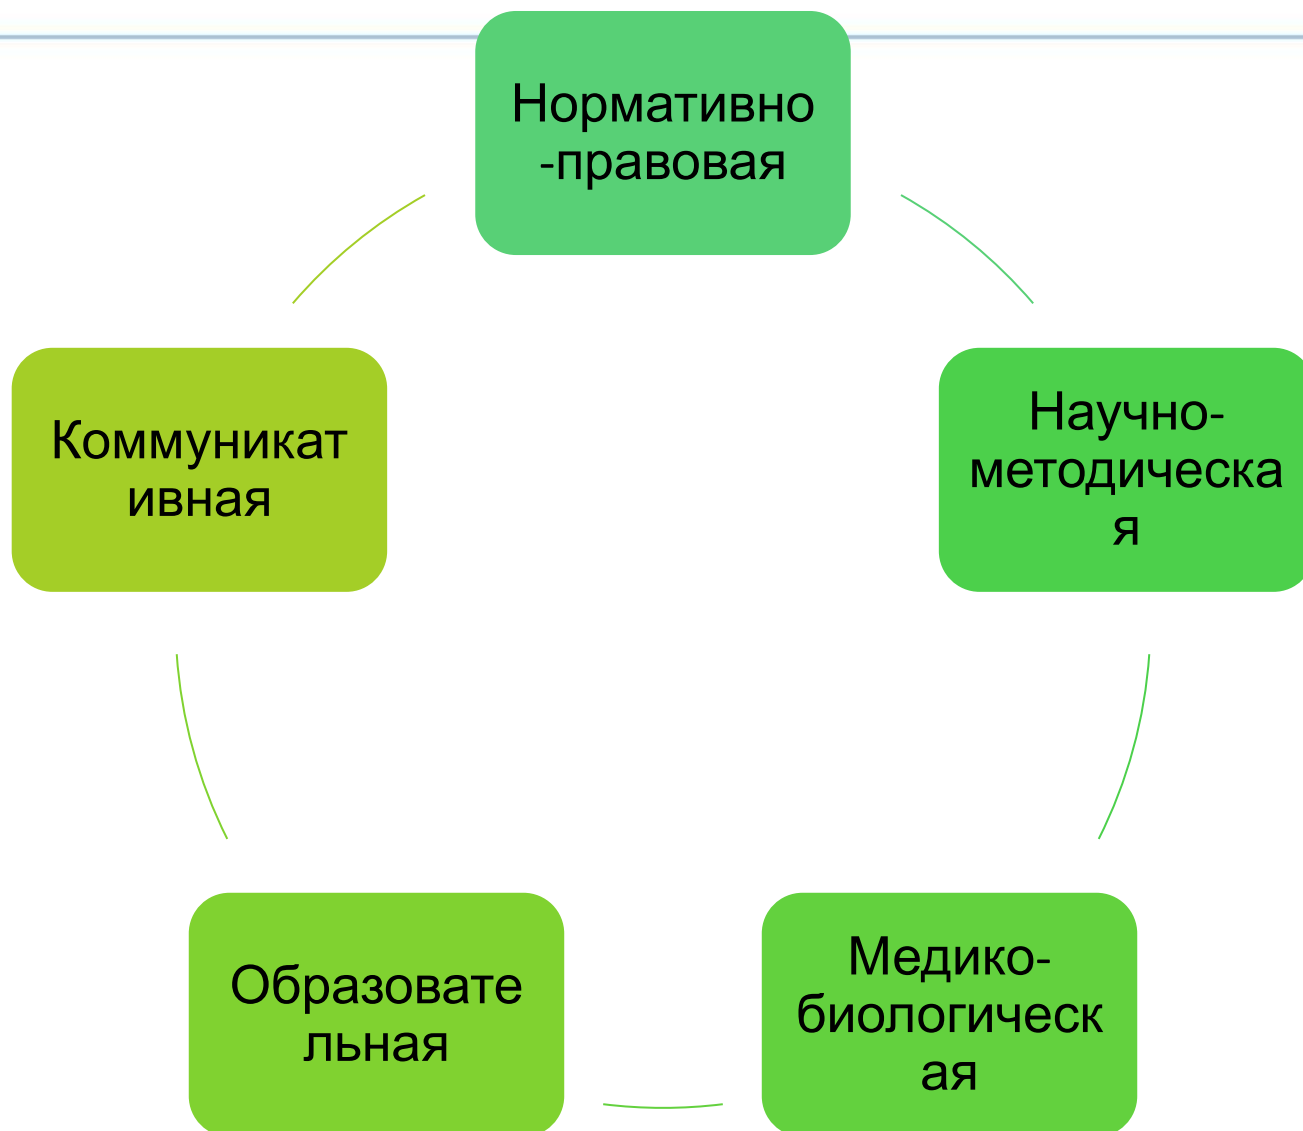 Нормативно
-правовая
Научно-
методическа
я
Медико-
биологическ
ая
Образовате
льная
Коммуникат
ивная